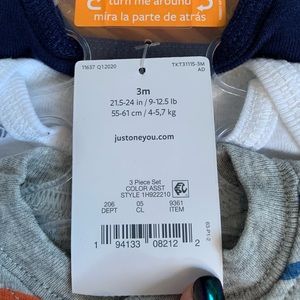 turn me around
mira la parte de atrás
11637 Q1 2020
TKT31115-3M
AD
3m
21.5-24 in / 9-12.5 lb
55-61 cm / 4-5,7 kg
justoneyou.com
3 Piece Set
COLOR ASST
STYLE 1H922210
206 05 9361
DEPT CL ITEM
1 94133 08212 2